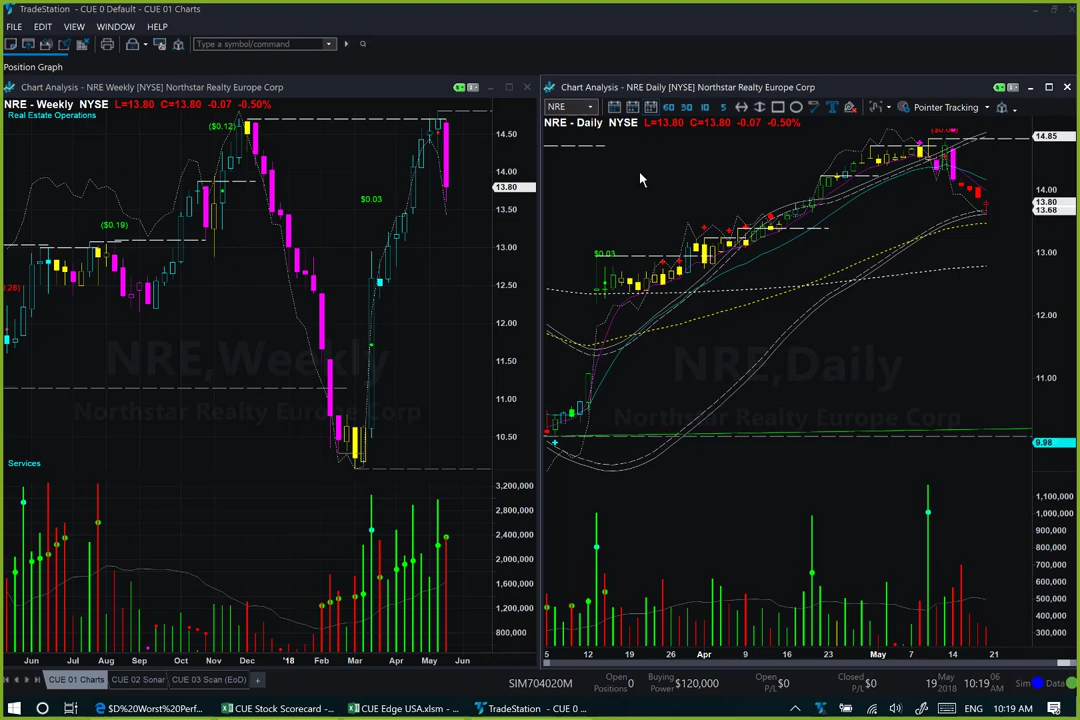 TradeStation - CUE 0 Default - CUE 01 Charts
FILE EDIT VIEW WINDOW HELP
Type a symbol/command
Position Graph
Chart Analysis - NRE Weekly [NYSE] Northstar Realty Europe Corp
NRE - Weekly NYSE L=13.80 C=13.80 -0.07 -0.50%
Real Estate Operations
($0.12)
14.50
13.80
$0.03
13.50
($0.19)
13.00
12.50
12.00
11.50
NRE,Weekly
11.00
Northstar Realty Europe Corp
10.50
Services
3,200,000
2,800,000
2,400,000
2,000,000
1,600,000
1,200,000
800,000
Jun Jul Aug Sep Oct Nov Dec '18 Feb Mar Apr May Jun
Chart Analysis - NRE Daily [NYSE] Northstar Realty Europe Corp
NRE 60 30 10 5 Pointer Tracking
NRE - Daily NYSE L=13.80 C=13.80 -0.07 -0.50%
14.85
14.00
13.80
13.68
$0.03
13.00
12.00
NRE,Daily
11.00
Northstar Realty Europe Corp
9.98
1,100,000
1,000,000
900,000
800,000
700,000
600,000
500,000
400,000
300,000
5 12 19 26 Apr 9 16 23 May 7 14 21
CUE 01 Charts CUE 02 Sonar CUE 03 Scan (EoD) +
SIM704020M Open Positions 0 Buying Power $120,000 Open P/L $0 Closed P/L $0 19 May 2018 10:19:06 AM Sim Data
$D%20Worst%20Perf... CUE Stock Scorecard -... CUE Edge USA.xlsm - ... TradeStation - CUE 0 ... ENG 10:19 AM